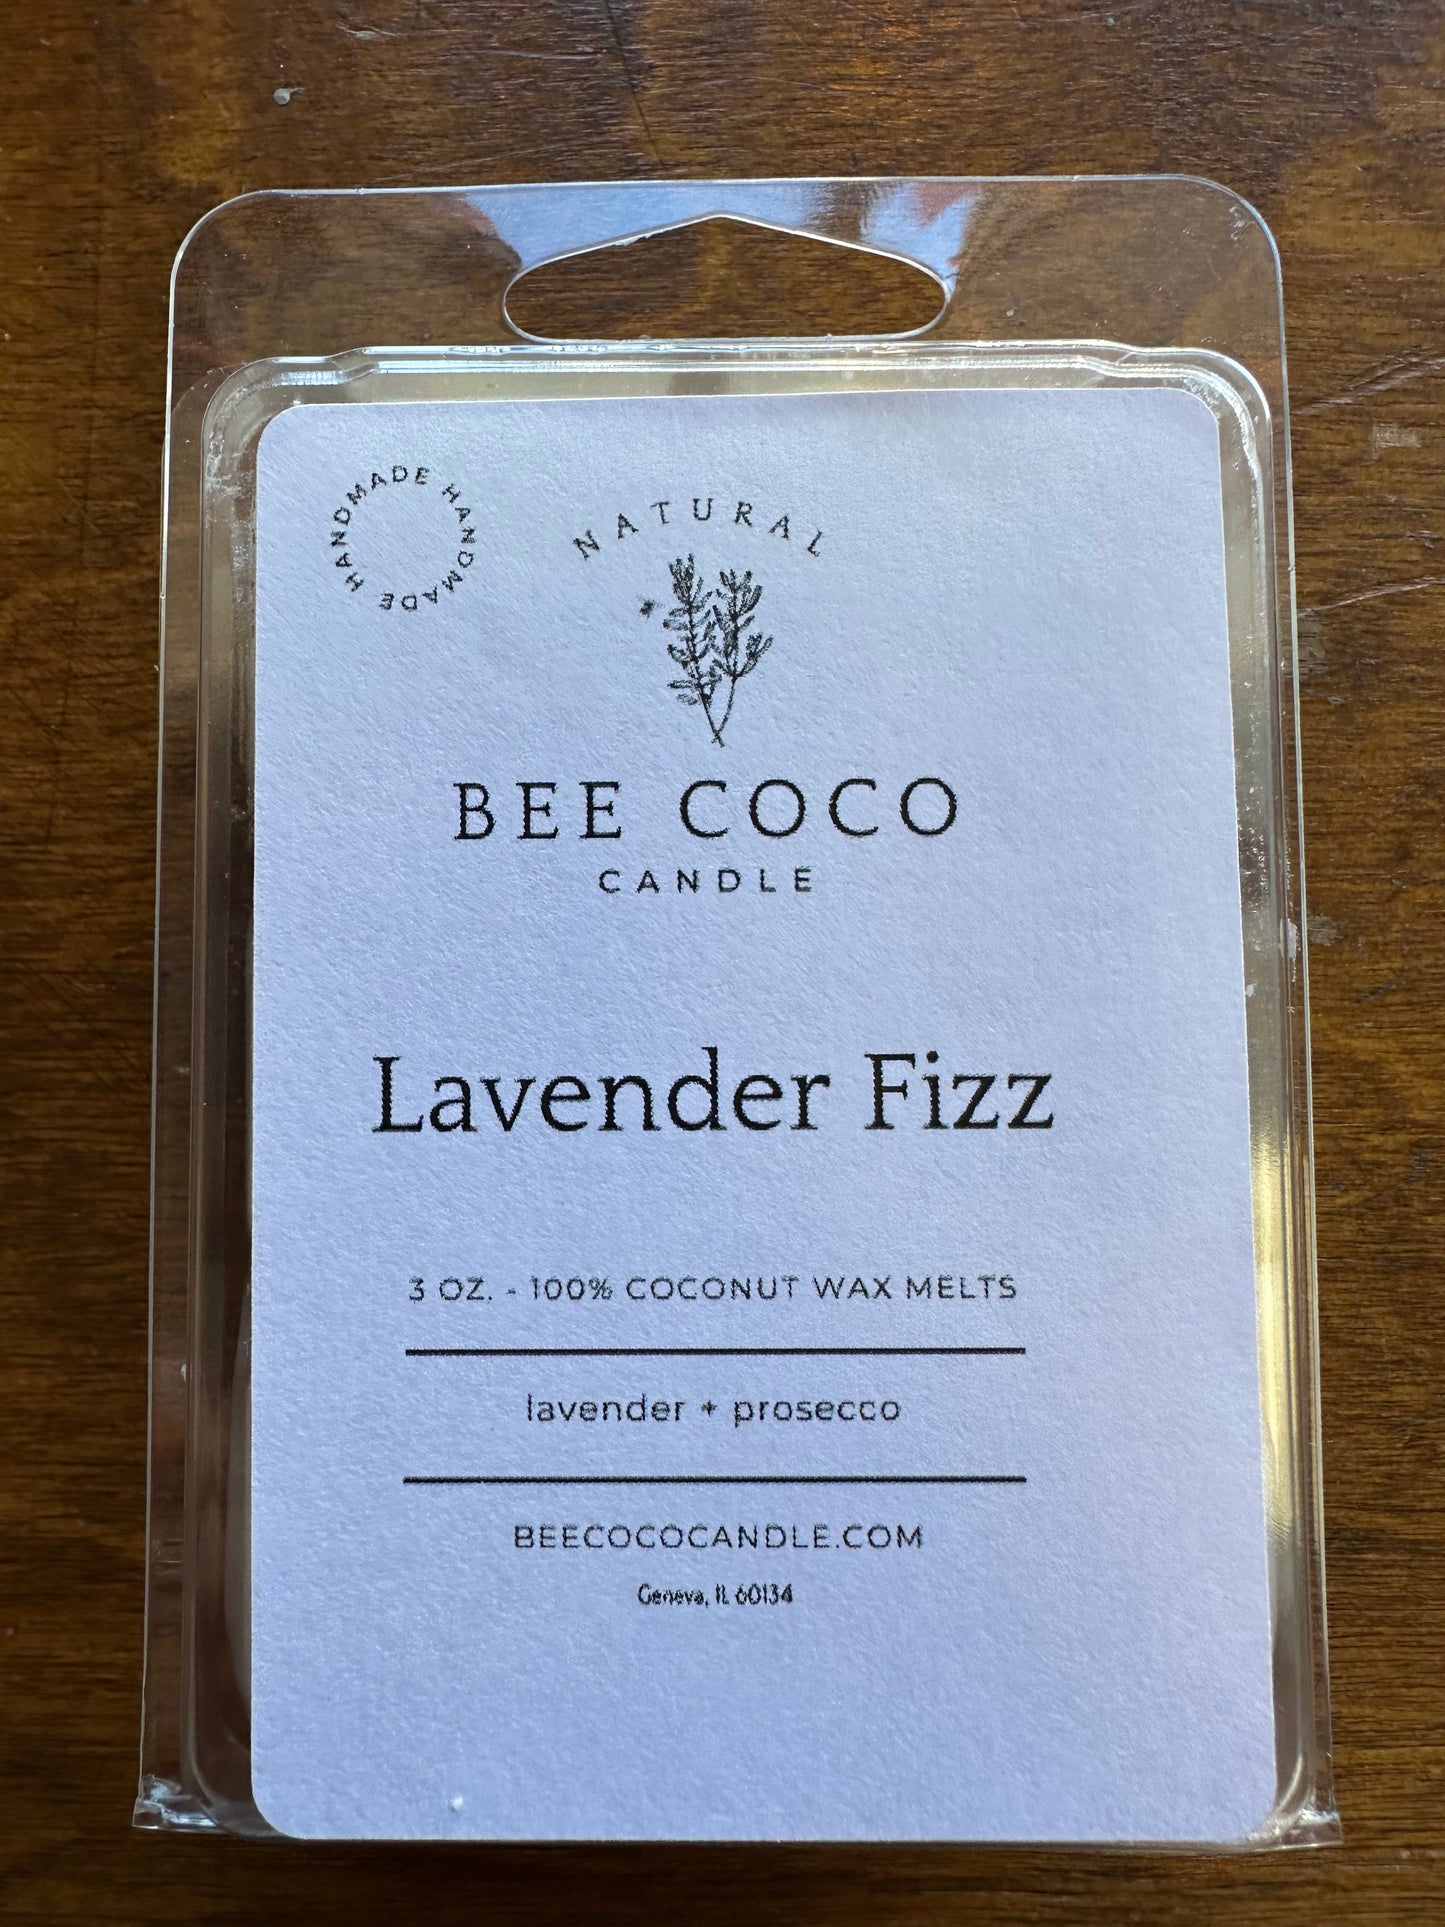 HANDMADE HANDMADE HANDMADE
NATURAL
BEE COCO
CANDLE
Lavender Fizz
3 OZ. - 100% COCONUT WAX MELTS
lavender + prosecco
BEECOCOCANDLE.COM
Geneva, IL 60134